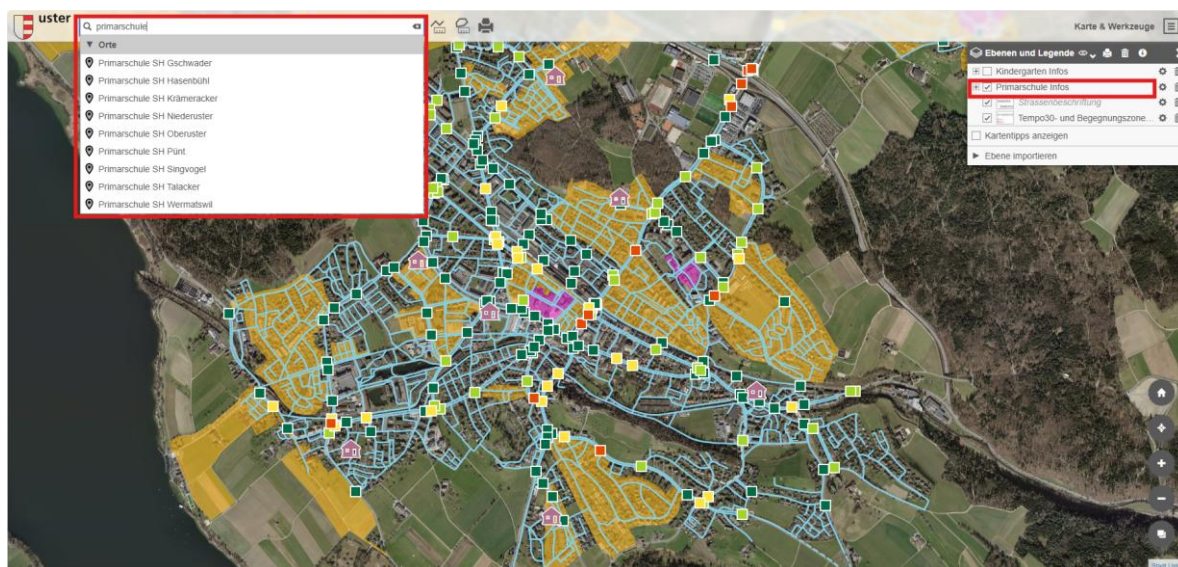 uster
primarschule
Karte & Werkzeuge
Orte
Primarschule SH Gschwader
Primarschule SH Hasenbühl
Primarschule SH Krämeracker
Primarschule SH Niederuster
Primarschule SH Oberuster
Primarschule SH Pünt
Primarschule SH Singvogel
Primarschule SH Talacker
Primarschule SH Wermatswil
Ebenen und Legende
Kindergarten Infos
Primarschule Infos
Strassenbeschriftung
Tempo30- und Begegnungszone...
Kartentipps anzeigen
Ebene importieren